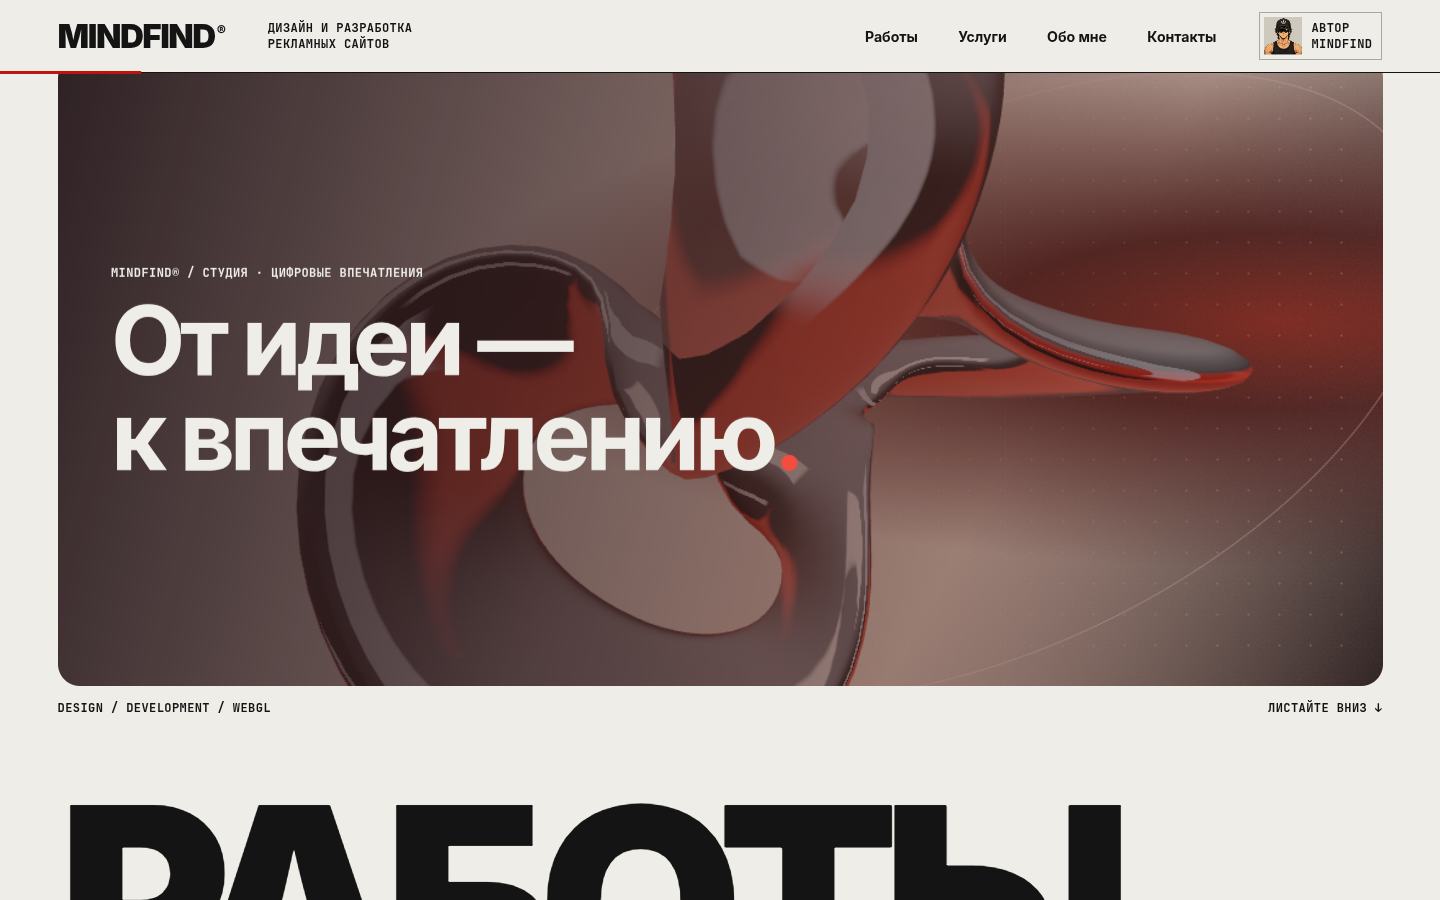 MINDFIND®
ДИЗАЙН И РАЗРАБОТКА
РЕКЛАМНЫХ САЙТОВ
Работы
Услуги
Обо мне
Контакты
АВТОР
MINDFIND
MINDFIND® / СТУДИЯ · ЦИФРОВЫЕ ВПЕЧАТЛЕНИЯ
От идеи —
к впечатлению.
DESIGN / DEVELOPMENT / WEBGL
ЛИСТАЙТЕ ВНИЗ ↓
РАБОТЫ